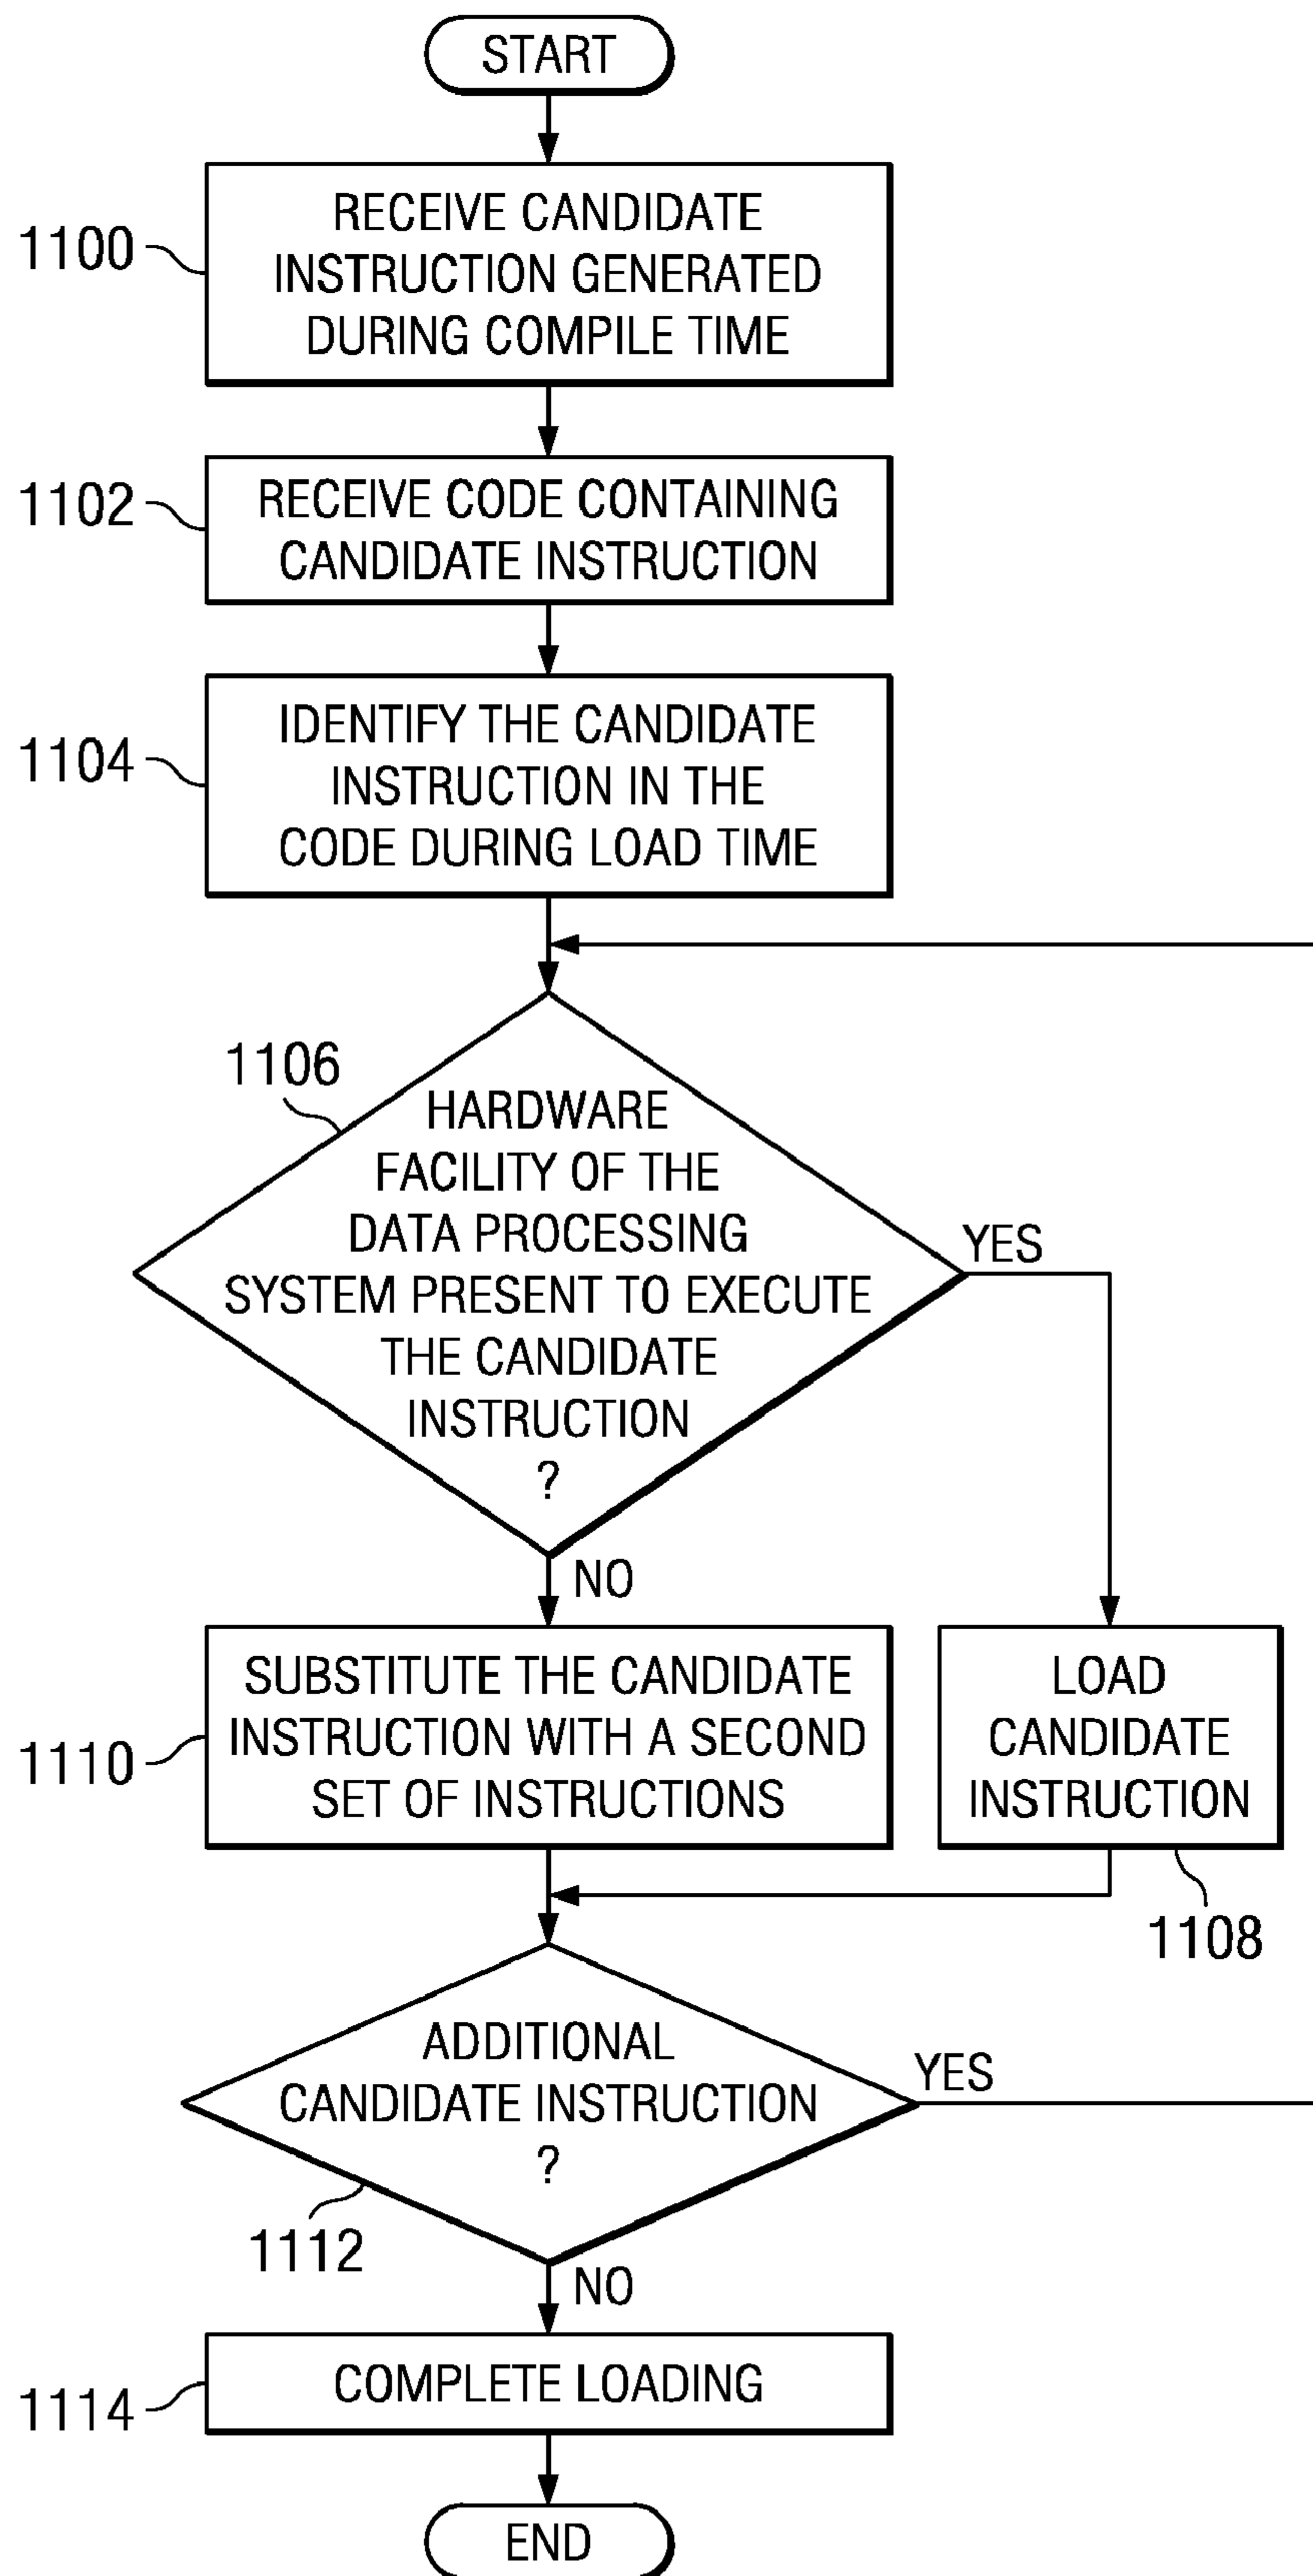 START
1100
RECEIVE CANDIDATE
INSTRUCTION GENERATED
DURING COMPILE TIME
1102
RECEIVE CODE CONTAINING
CANDIDATE INSTRUCTION
1104
IDENTIFY THE CANDIDATE
INSTRUCTION IN THE
CODE DURING LOAD TIME
1106
HARDWARE
FACILITY OF THE
DATA PROCESSING
SYSTEM PRESENT TO EXECUTE
THE CANDIDATE
INSTRUCTION
?
YES
NO
1110
SUBSTITUTE THE CANDIDATE
INSTRUCTION WITH A SECOND
SET OF INSTRUCTIONS
LOAD
CANDIDATE
INSTRUCTION
1108
ADDITIONAL
CANDIDATE INSTRUCTION
?
YES
1112
NO
1114
COMPLETE LOADING
END